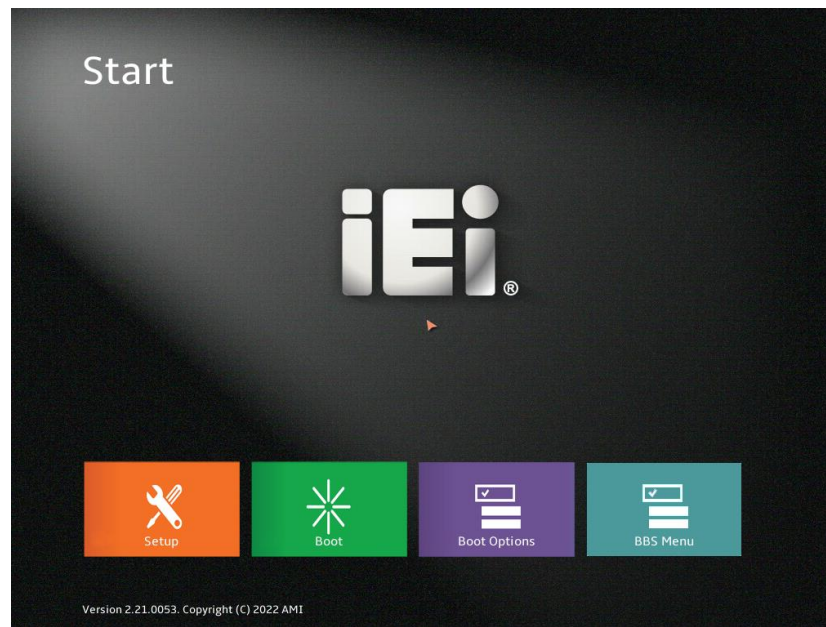 Start
iEi®
Setup
Boot
Boot Options
BBS Menu
Version 2.21.0053. Copyright (C) 2022 AMI